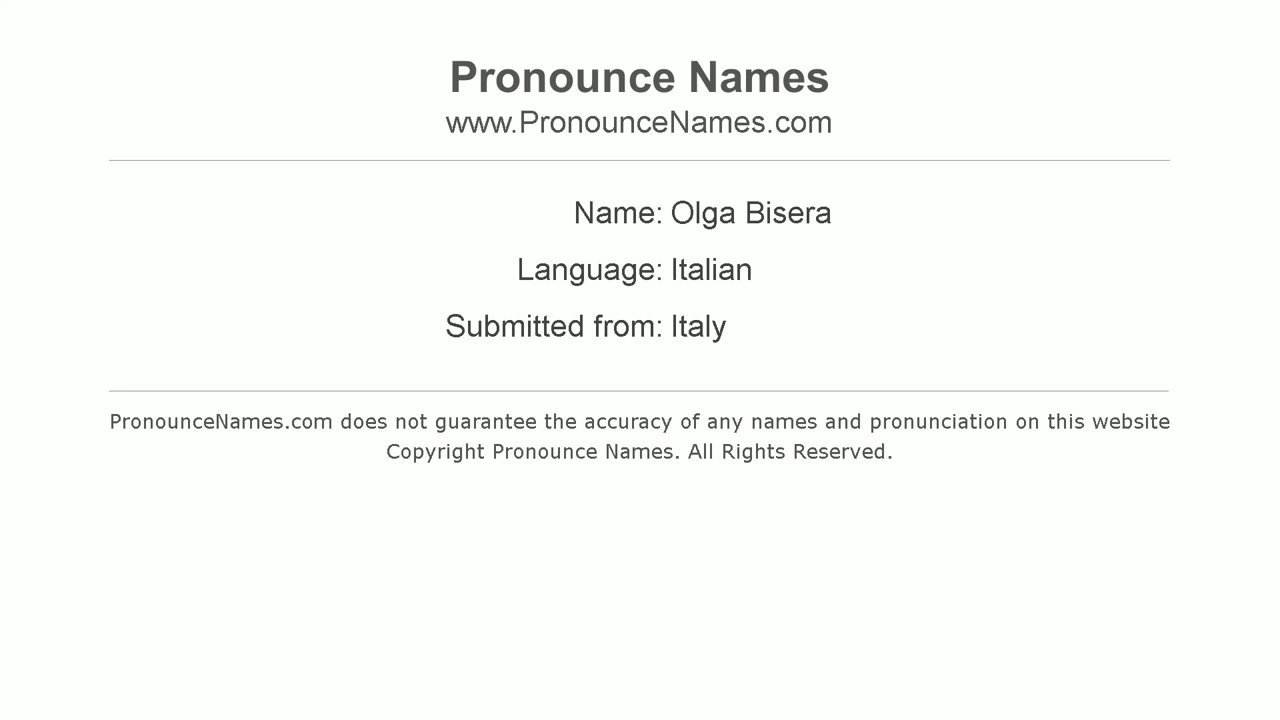 Pronounce Names
www.PronounceNames.com
Name: Olga Bisera
Language: Italian
Submitted from: Italy
PronounceNames.com does not guarantee the accuracy of any names and pronunciation on this website
Copyright Pronounce Names. All Rights Reserved.